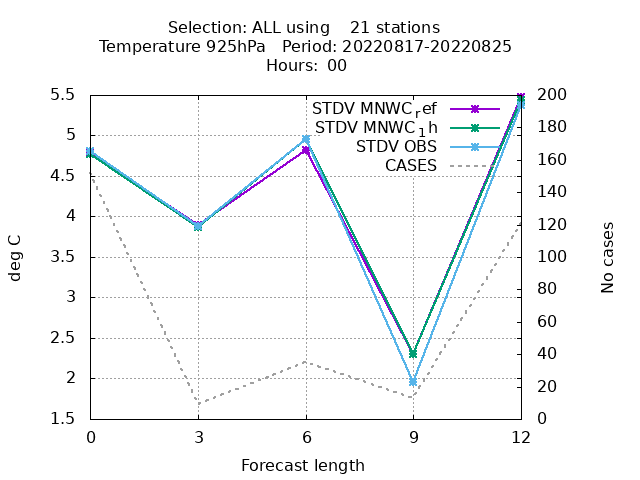 Selection: ALL using    21 stations
Temperature 925hPa   Period: 20220817-20220825
Hours: 00
STDV MNWCref
STDV MNWC1h
STDV OBS
CASES
5.5
5
4.5
4
3.5
3
2.5
2
1.5
200
180
160
140
120
100
80
60
40
20
0
deg C
No cases
0 3 6 9 12
Forecast length